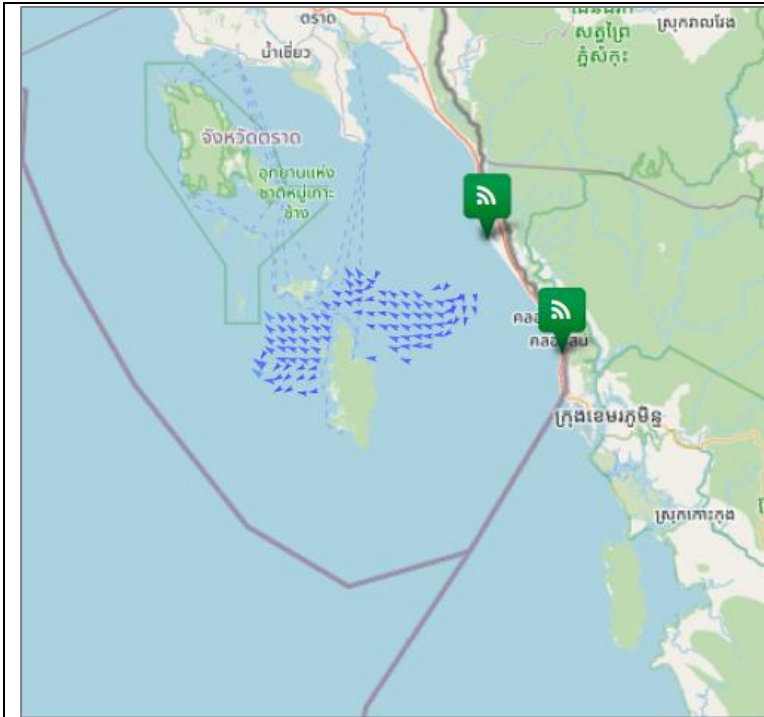 ตราด
น้ำเชี่ยว
ស្រុកវាលវែង
សត្វព្រៃ
ភ្នំសំកុះ
จังหวัดตราด
อุทยานแห่ง
ชาติหมู่เกาะ
ช้าง
ក្រុងខេមរភូមិន្ទ
ស្រុកកោះកុង